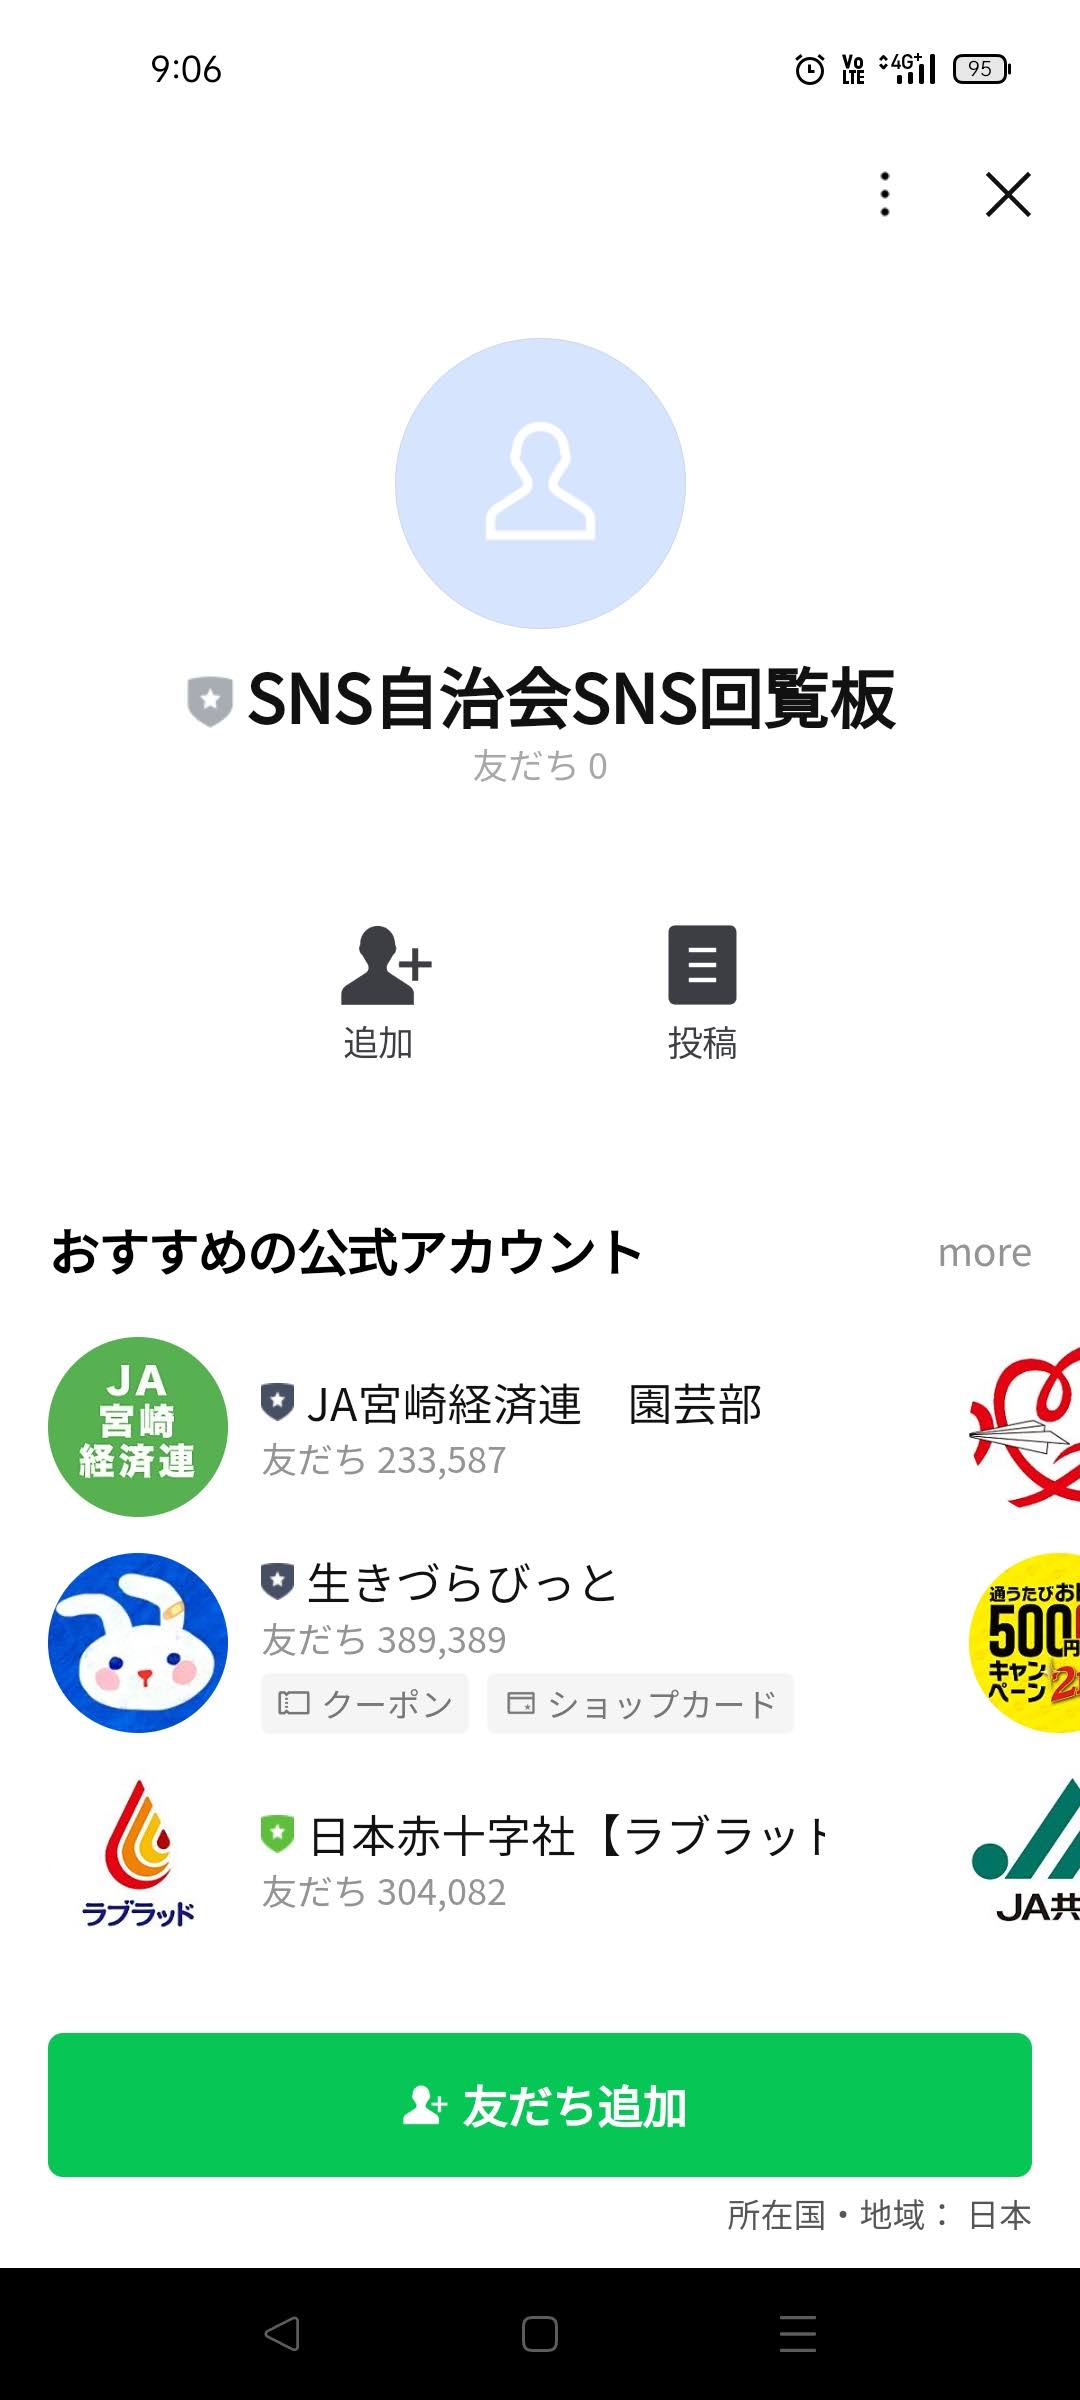 9:06
Vo LTE
4G+
95
SNS自治会SNS回覧板
友だち 0
追加
投稿
おすすめの公式アカウント
more
JA
宮崎
経済連
JA宮崎経済連 園芸部
友だち 233,587
生きづらびっと
友だち 389,389
クーポン
ショップカード
通うたびお
500円
キャン
ペーン
ラブラッド
日本赤十字社【ラブラッ
友だち 304,082
JA共
友だち追加
所在国・地域： 日本